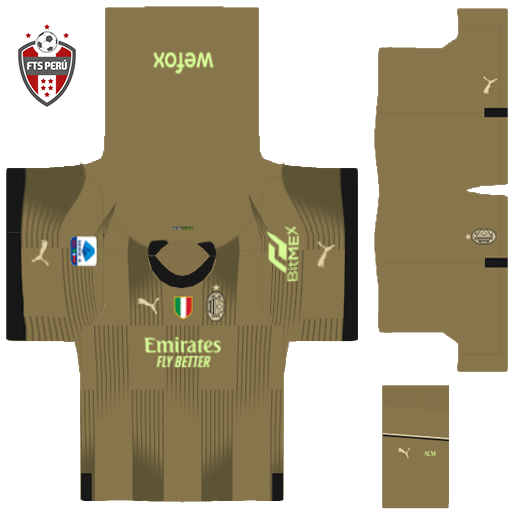 FTS PERÚ
wefox
BitMEX
Emirates
FLY BETTER
ACM